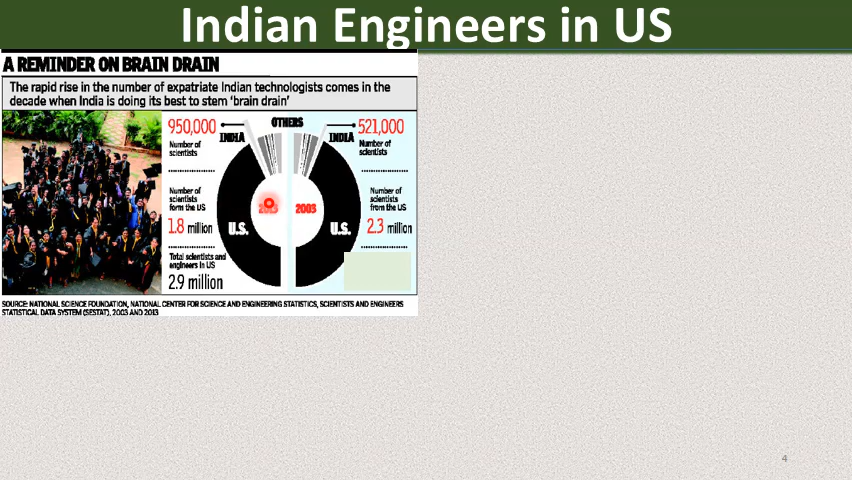 Indian Engineers in US
A REMINDER ON BRAIN DRAIN
The rapid rise in the number of expatriate Indian technologists comes in the
decade when India is doing its best to stem ‘brain drain’
950,000
Number of
scientists
Number of
scientists
form the US
1.8 million
Total scientists and
engineers in US
2.9 million
INDIA
OTHERS
INDIA
U.S.
2003
U.S.
521,000
Number of
scientists
Number of
scientists
from the US
2.3 million
SOURCE: NATIONAL SCIENCE FOUNDATION, NATIONAL CENTER FOR SCIENCE AND ENGINEERING STATISTICS, SCIENTISTS AND ENGINEERS
STATISTICAL DATA SYSTEM (SESTAT), 2003 AND 2013
4